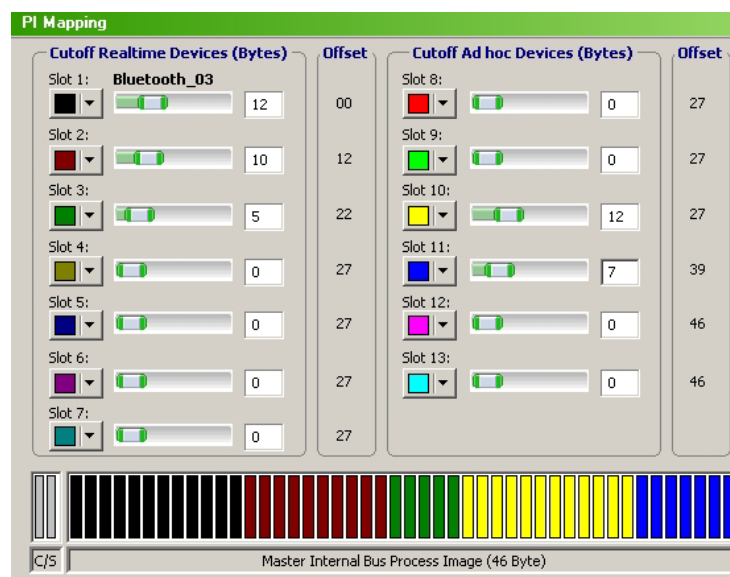 PI Mapping
Cutoff Realtime Devices (Bytes) Offset Cutoff Ad hoc Devices (Bytes) Offset
Slot 1: Bluetooth_03 Slot 8:
12 00 0 27
Slot 2: Slot 9:
10 12 0 27
Slot 3: Slot 10:
5 22 12 27
Slot 4: Slot 11:
0 27 7 39
Slot 5: Slot 12:
0 27 0 46
Slot 6: Slot 13:
0 27 0 46
Slot 7:
0 27
C/S Master Internal Bus Process Image (46 Byte)